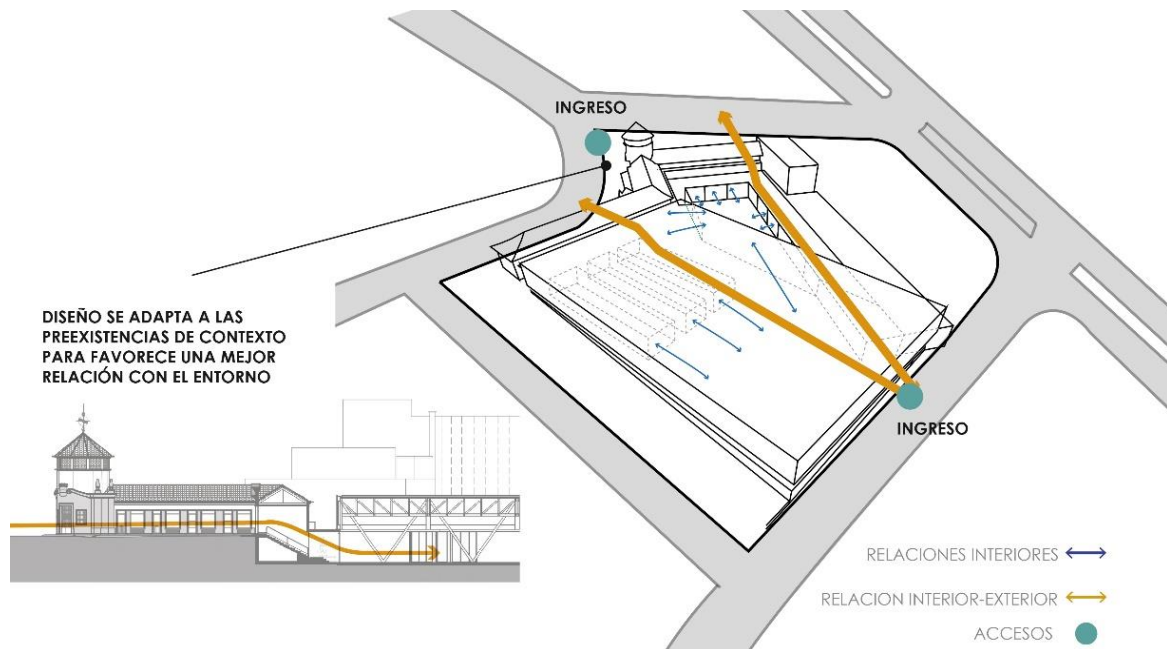 INGRESO
DISEÑO SE ADAPTA A LAS
PREEXISTENCIAS DE CONTEXTO
PARA FAVORECE UNA MEJOR
RELACIÓN CON EL ENTORNO
INGRESO
RELACIONES INTERIORES
RELACION INTERIOR-EXTERIOR
ACCESOS